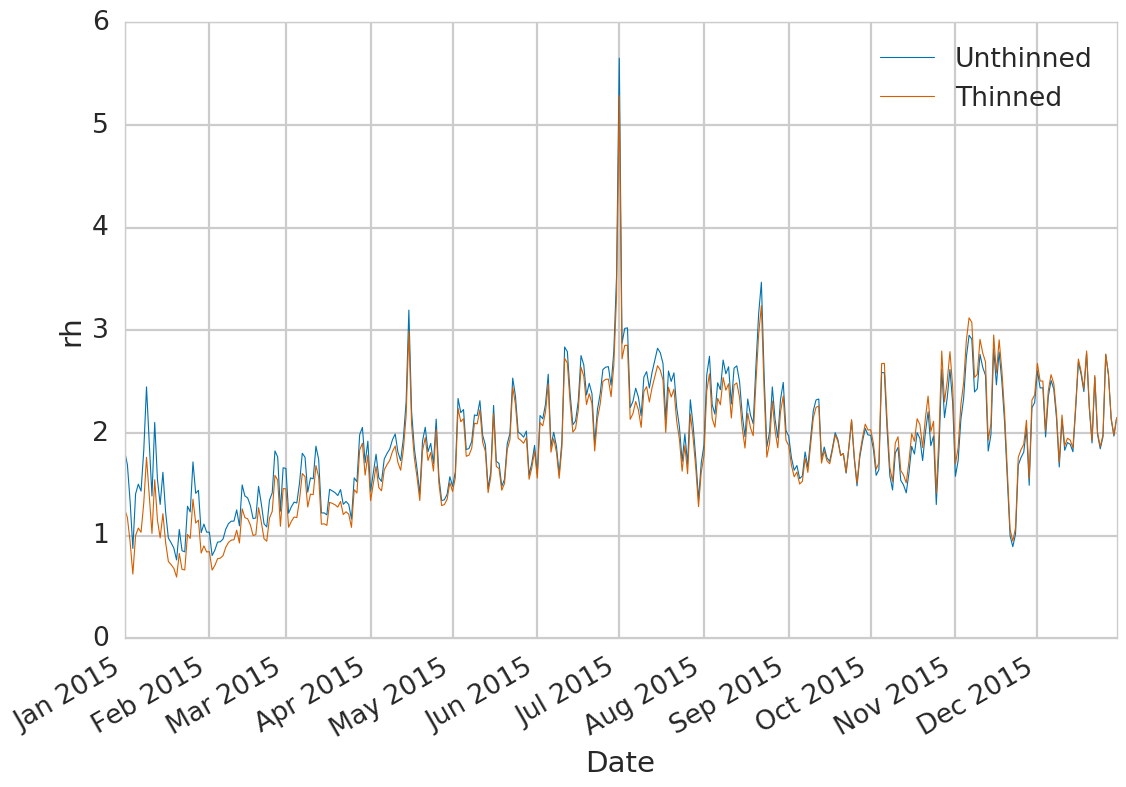 6
5
4
3
2
1
0
rh
Unthinned
Thinned
Jan 2015
Feb 2015
Mar 2015
Apr 2015
May 2015
Jun 2015
Jul 2015
Aug 2015
Sep 2015
Oct 2015
Nov 2015
Dec 2015
Date